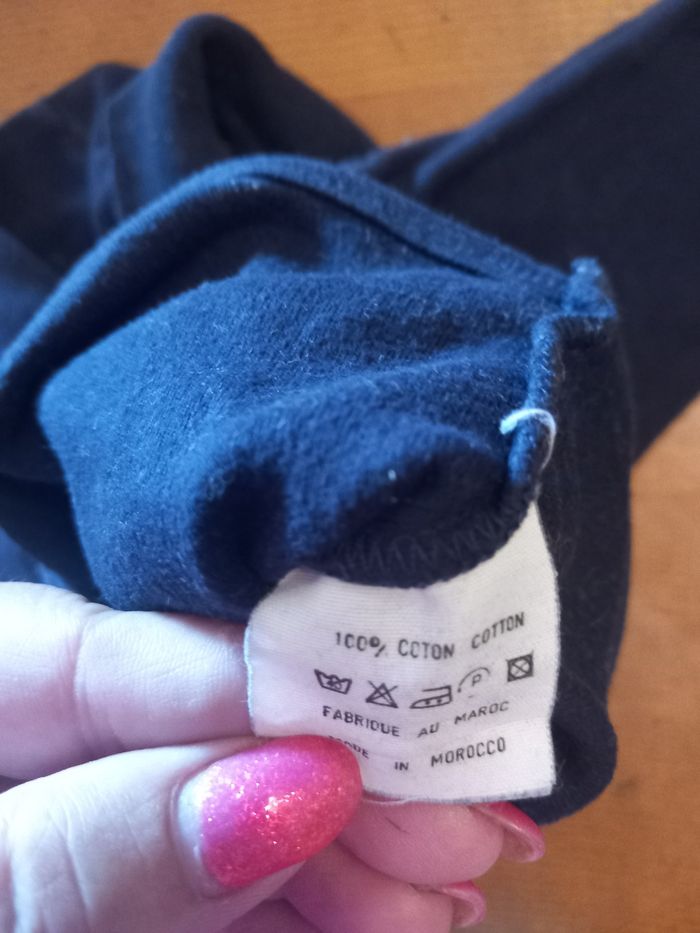 100% COTON COTTON
P
FABRIQUE AU MAROC
IN MOROCCO